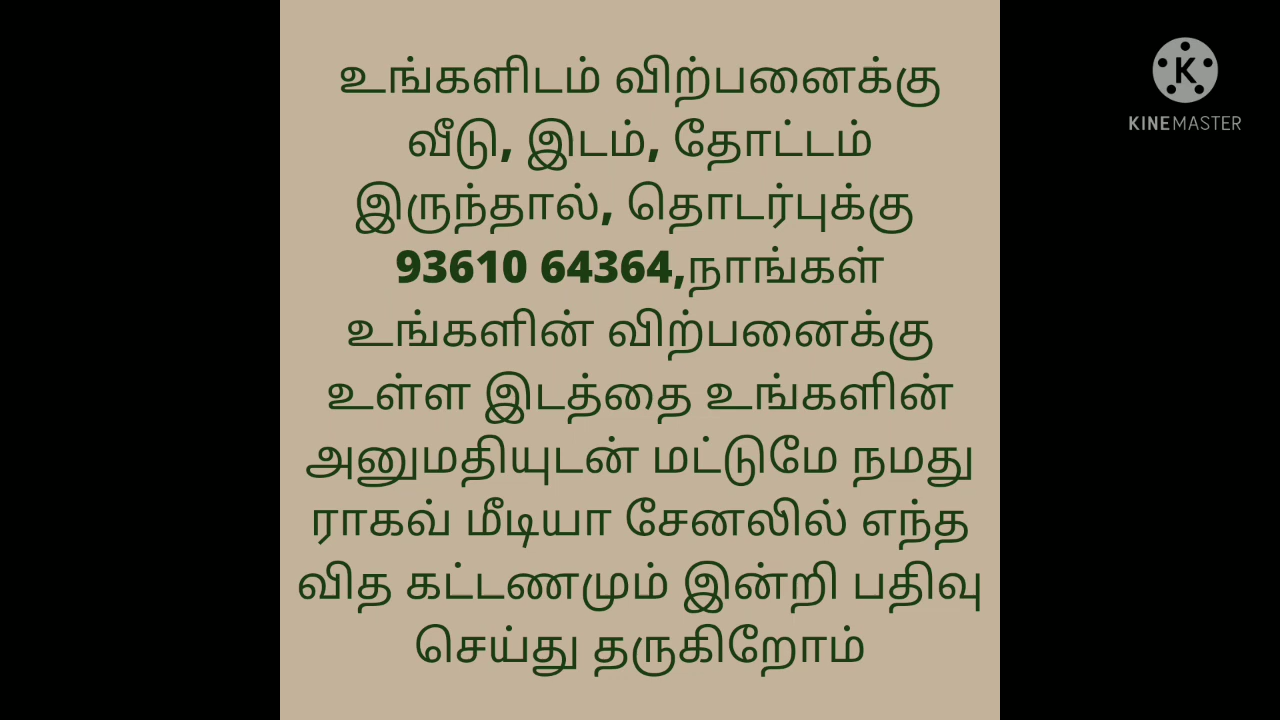 உங்களிடம் விற்பனைக்கு
வீடு, இடம், தோட்டம்
இருந்தால், தொடர்புக்கு
93610 64364,நாங்கள்
உங்களின் விற்பனைக்கு
உள்ள இடத்தை உங்களின்
அனுமதியுடன் மட்டுமே நமது
ராகவ் மீடியா சேனலில் எந்த
வித கட்டணமும் இன்றி பதிவு
செய்து தருகிறோம்
K
KINEMASTER